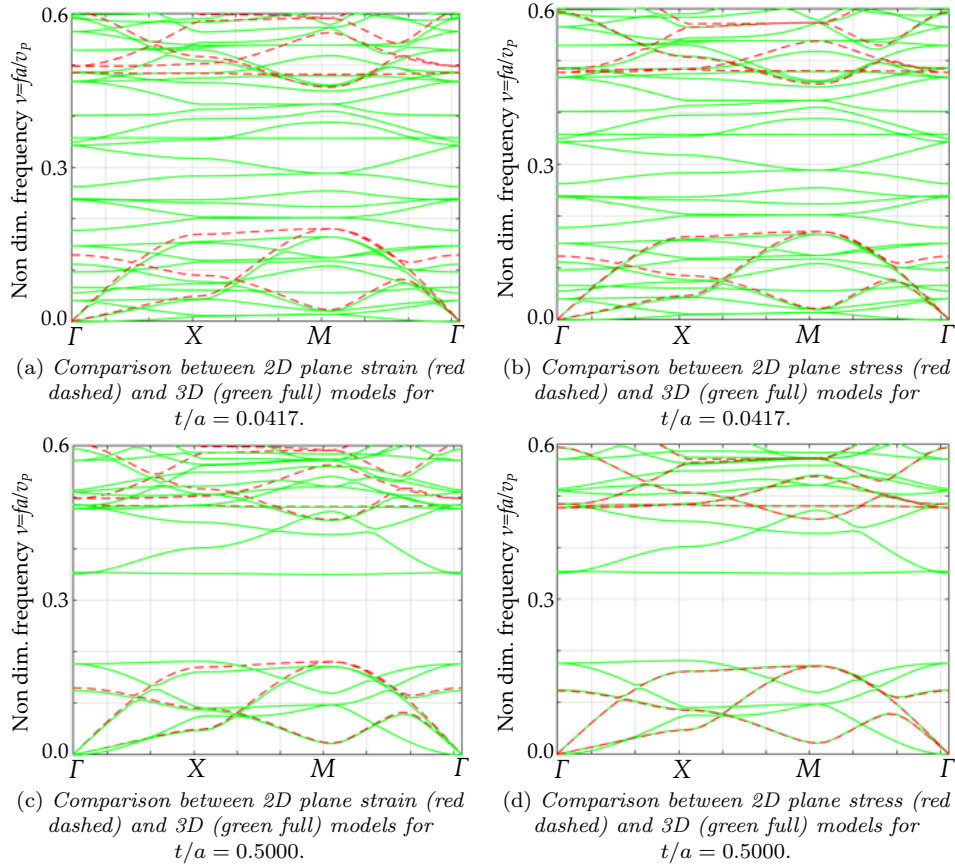 0.6
0.3
0.0
Non dim. frequency ν=fa/vₚ
Γ X M Γ
0.6
0.3
0.0
Non dim. frequency ν=fa/vₚ
Γ X M Γ
(a) Comparison between 2D plane strain (red
dashed) and 3D (green full) models for
t/a = 0.0417.
(b) Comparison between 2D plane stress (red
dashed) and 3D (green full) models for
t/a = 0.0417.
0.6
0.3
0.0
Non dim. frequency ν=fa/vₚ
Γ X M Γ
0.6
0.3
0.0
Non dim. frequency ν=fa/vₚ
Γ X M Γ
(c) Comparison between 2D plane strain (red
dashed) and 3D (green full) models for
t/a = 0.5000.
(d) Comparison between 2D plane stress (red
dashed) and 3D (green full) models for
t/a = 0.5000.